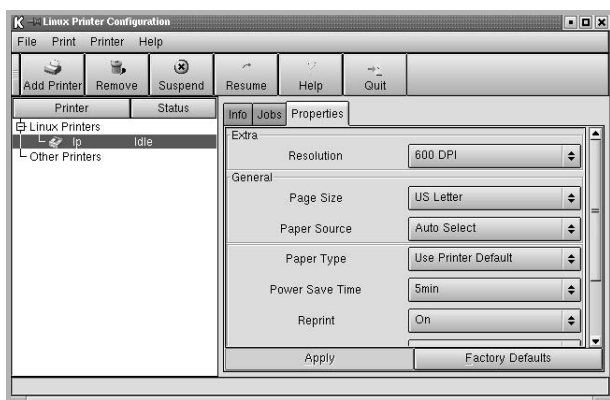 K Linux Printer Configuration
File Print Printer Help
Add Printer Remove Suspend Resume Help Quit
Printer Status
Linux Printers
lp Idle
Other Printers
Info Jobs Properties
Extra
Resolution 600 DPI
General
Page Size US Letter
Paper Source Auto Select
Paper Type Use Printer Default
Power Save Time 5min
Reprint On
Apply Factory Defaults